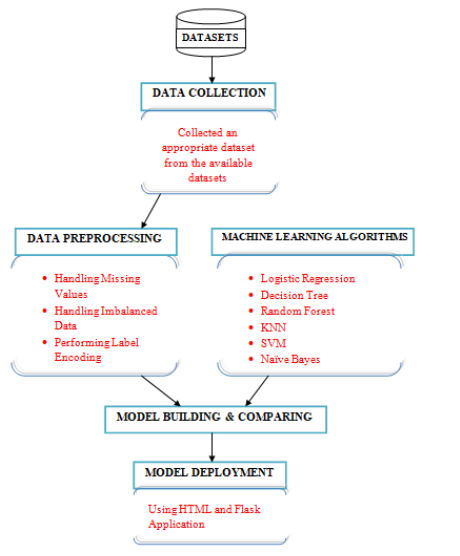 DATASETS
DATA COLLECTION
Collected an
appropriate dataset
from the available
datasets
DATA PREPROCESSING
• Handling Missing
Values
• Handling Imbalanced
Data
• Performing Label
Encoding
MACHINE LEARNING ALGORITHMS
• Logistic Regression
• Decision Tree
• Random Forest
• KNN
• SVM
• Naïve Bayes
MODEL BUILDING & COMPARING
MODEL DEPLOYMENT
Using HTML and Flask
Application